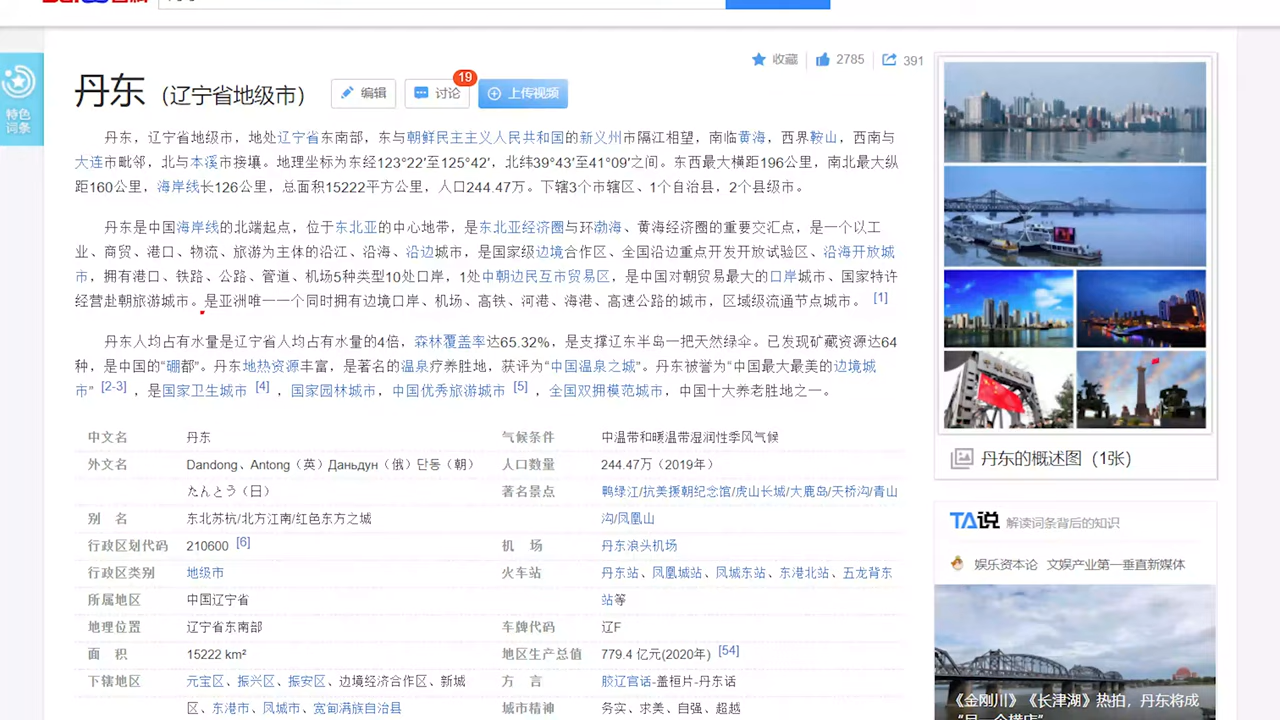 丹东（辽宁省地级市）
编辑
讨论
19
上传视频
收藏
2785
391
特色
词条
丹东，辽宁省地级市，地处辽宁省东南部，东与朝鲜民主主义人民共和国的新义州市隔江相望，南临黄海，西界鞍山，西南与
大连市毗邻，北与本溪市接壤。地理坐标为东经123°22′至125°42′，北纬39°43′至41°09′之间。东西最大横距196公里，南北最大纵
距160公里，海岸线长126公里，总面积15222平方公里，人口244.47万。下辖3个市辖区、1个自治县，2个县级市。
丹东是中国海岸线的北端起点，位于东北亚的中心地带，是东北亚经济圈与环渤海、黄海经济圈的重要交汇点，是一个以工
业、商贸、港口、物流、旅游为主体的沿江、沿海、沿边城市，是国家级边境合作区、全国沿边重点开发开放试验区、沿海开放城
市，拥有港口、铁路、公路、管道、机场5种类型10处口岸，1处中朝边民互市贸易区，是中国对朝贸易最大的口岸城市、国家特许
经营赴朝旅游城市。是亚洲唯一一个同时拥有边境口岸、机场、高铁、河港、海港、高速公路的城市，区域级流通节点城市。[1]
丹东人均占有水量是辽宁省人均占有水量的4倍，森林覆盖率达65.32%，是支撑辽东半岛一把天然绿伞。已发现矿藏资源达64
种，是中国的“硼都”。丹东地热资源丰富，是著名的温泉疗养胜地，获评为“中国温泉之城”。丹东被誉为“中国最大最美的边境城
市”[2-3]，是国家卫生城市[4]，国家园林城市，中国优秀旅游城市[5]，全国双拥模范城市，中国十大养老胜地之一。
中文名 丹东
外文名 Dandong、Antong（英）Даньдун（俄）단동（朝）
たんとう（日）
别 名 东北苏杭/北方江南/红色东方之城
行政区划代码 210600 [6]
行政区类别 地级市
所属地区 中国辽宁省
地理位置 辽宁省东南部
面 积 15222 km²
下辖地区 元宝区、振兴区、振安区、边境经济合作区、新城
区、东港市、凤城市、宽甸满族自治县
气候条件 中温带和暖温带湿润性季风气候
人口数量 244.47万（2019年）
著名景点 鸭绿江/抗美援朝纪念馆/虎山长城/大鹿岛/天桥沟/青山
沟/凤凰山
机 场 丹东浪头机场
火车站 丹东站、凤凰城站、凤城东站、东港北站、五龙背东
站等
车牌代码 辽F
地区生产总值 779.4 亿元(2020年) [54]
方 言 胶辽官话-盖桓片-丹东话
城市精神 务实、求美、自强、超越
丹东的概述图（1张）
TA说 解读词条背后的知识
娱乐资本论 文娱产业第一垂直新媒体
《金刚川》《长津湖》热拍，丹东将成